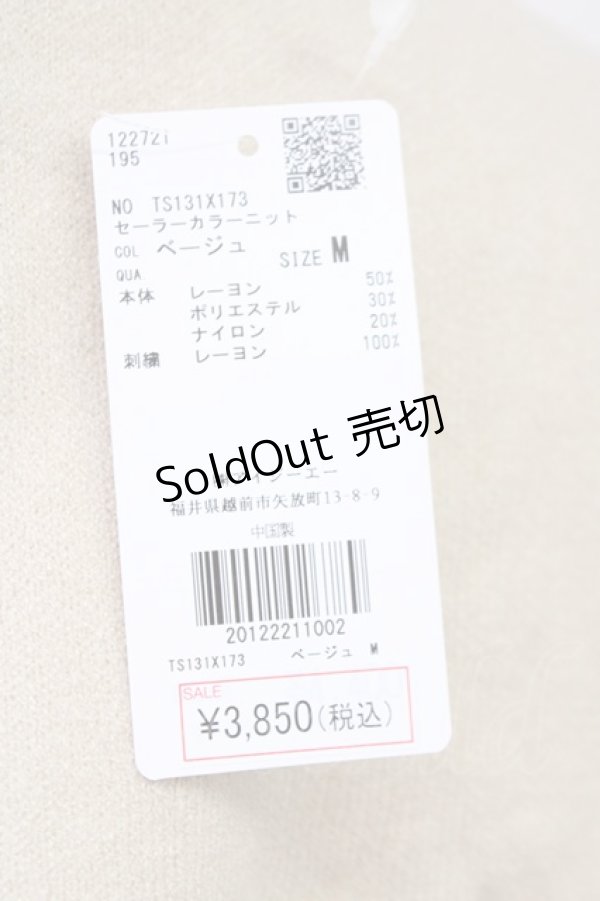 122721
195
NO TS131X173
セーラーカラーニット
COL ベージュ SIZE M
QUA.
本体 レーヨン 50%
ポリエステル 30%
ナイロン 20%
刺繍 レーヨン 100%
SoldOut 売切
福井県越前市矢放町13-8-9
中国製
20122211002
TS131X173 ベージュ M
SALE
¥3,850(税込)